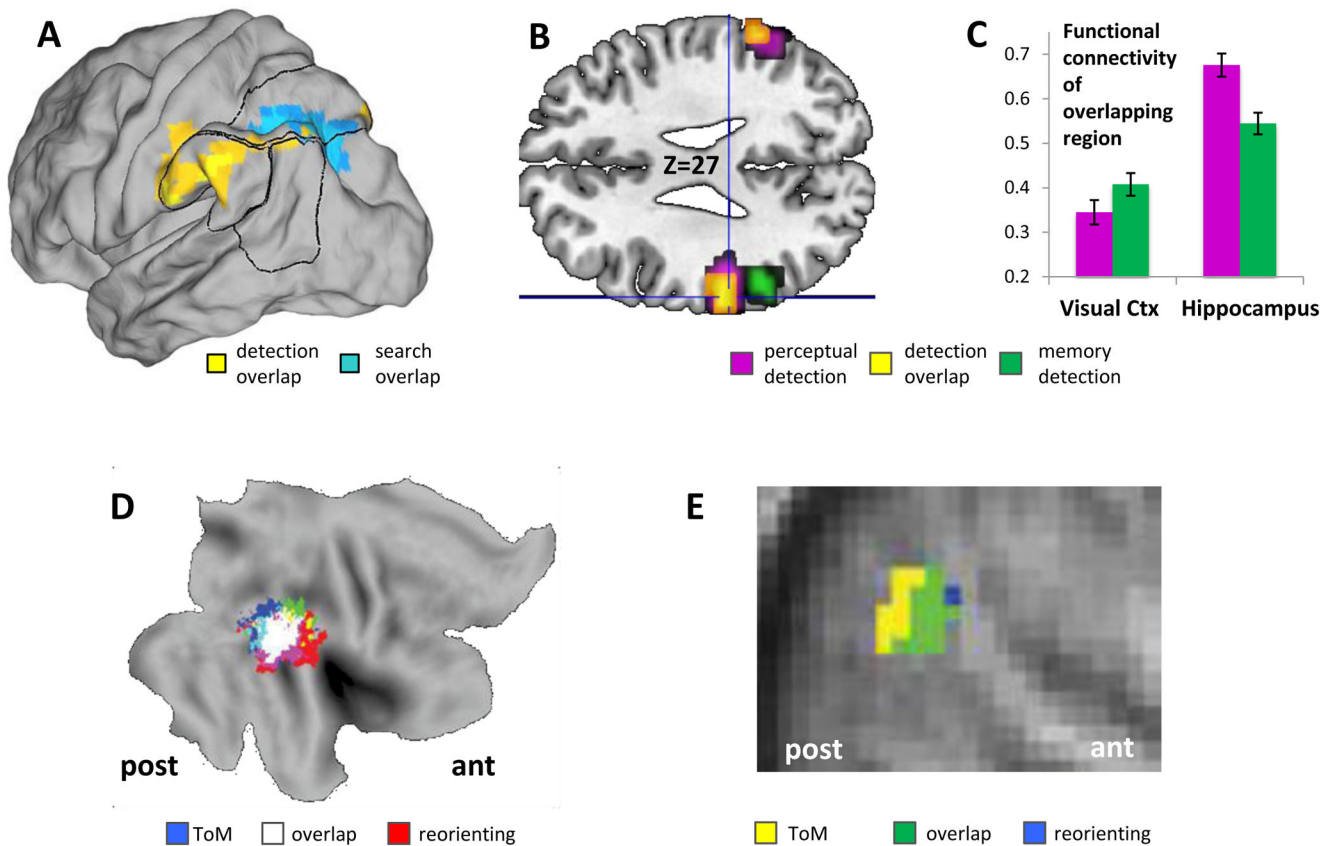 A
detection
overlap
search
overlap
B
Z=27
perceptual
detection
detection
overlap
memory
detection
C
Functional
connectivity
of
overlapping
region
0.7
0.6
0.5
0.4
0.3
0.2
Visual Ctx Hippocampus
D
post ant
ToM overlap reorienting
E
post ant
ToM overlap reorienting